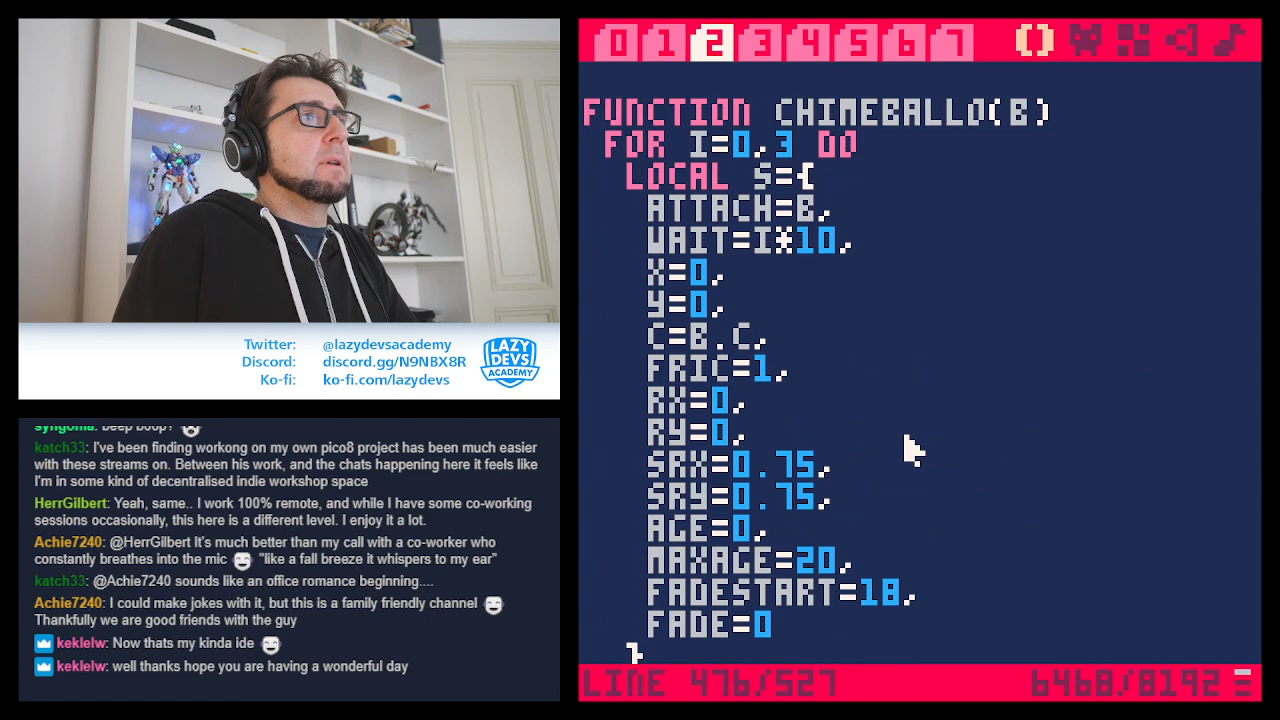 Twitter: @lazydevsacademy
Discord: discord.gg/N9NBX8R
Ko-fi: ko-fi.com/lazydevs
LAZY
DEVS
ACADEMY
syngonia: beep boop?
katch33: I've been finding workong on my own pico8 project has been much easier
with these streams on. Between his work, and the chats happening here it feels like
I'm in some kind of decentralised indie workshop
space
HerrGilbert: Yeah, same.. I work 100% remote, and while I have some co-working
sessions occasionally, this here is a different level. I enjoy it a lot.
Achie7240: @HerrGilbert It's much better than my call with a co-worker who
constantly breathes into the mic "like a fall breeze it whispers to my ear"
katch33: @Achie7240 sounds like an office romance beginning....
Achie7240: I could make jokes with it, but this is a family friendly channel
Thankfully we are good friends with the guy
keklelw: Now thats my kinda ide
keklelw: well thanks hope you are having a wonderful day
0 1 2 3 4 5 6 7 ()
FUNCTION CHIMEBALLO(B)
FOR I=0,3 DO
LOCAL S={
ATTACH=B,
WAIT=I*10,
X=0,
Y=0,
C=B.C,
FRIC=1,
RX=0,
RY=0,
SRX=0.75,
SRY=0.75,
AGE=0,
MAXAGE=20,
FADESTART=18,
FADE=0
}
LINE 476/527 6468/8192